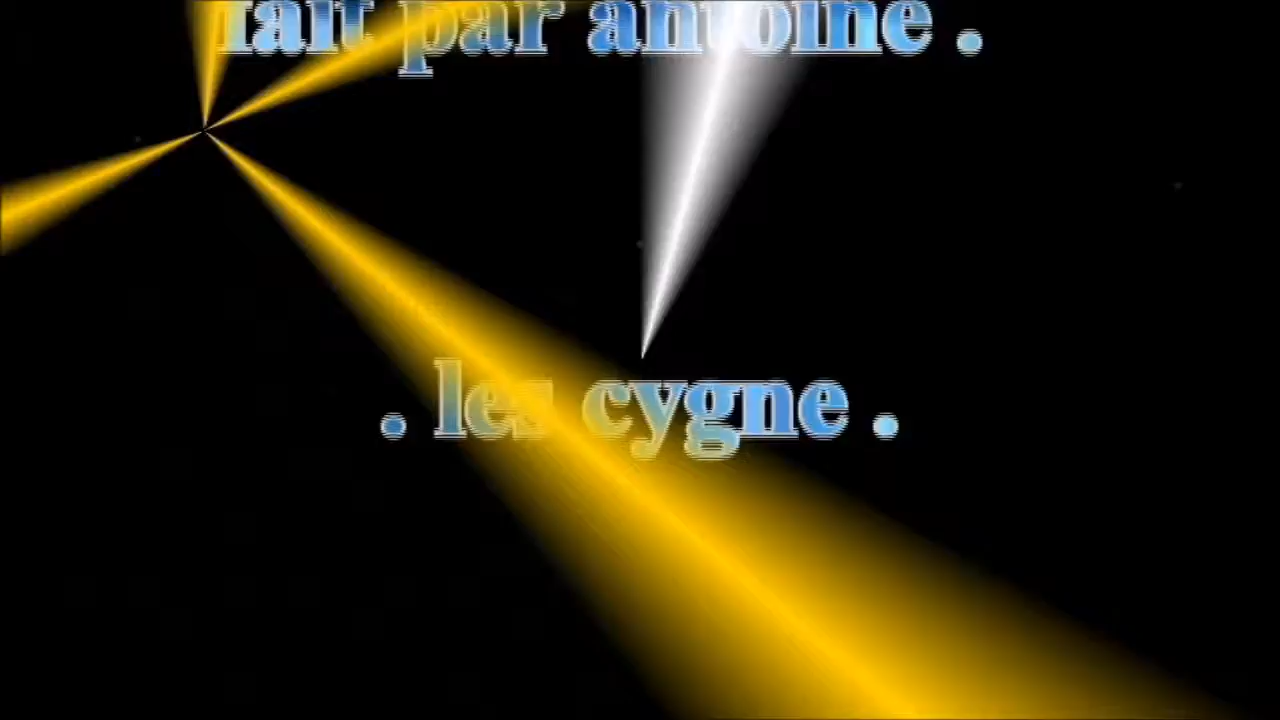 fait par antoine .
. les cygne .